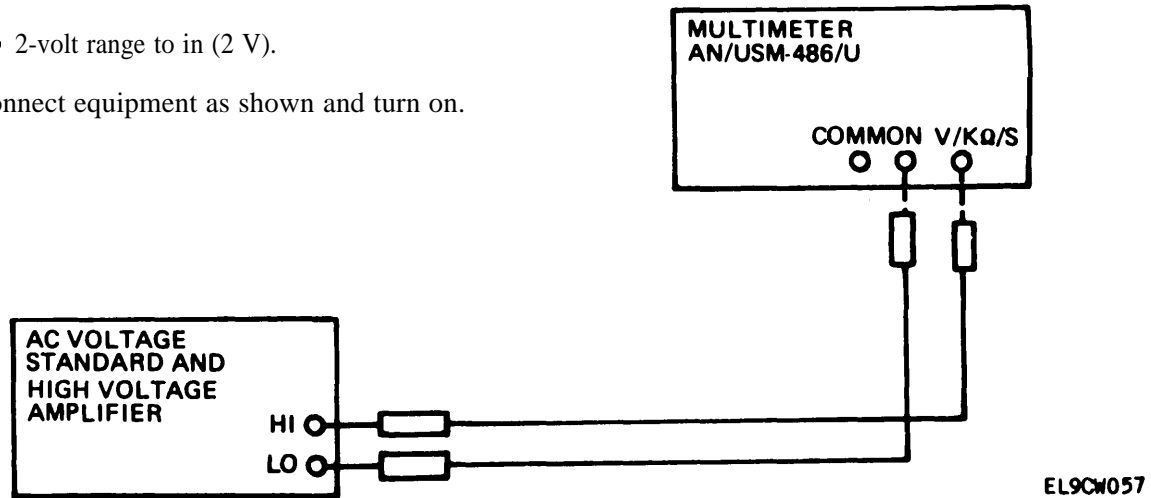 2-volt range to in (2 V).
onnect equipment as shown and turn on.
MULTIMETER
AN/USM-486/U
COMMON V/KΩ/S
AC VOLTAGE
STANDARD AND
HIGH VOLTAGE
AMPLIFIER
HI
LO
EL9CW057